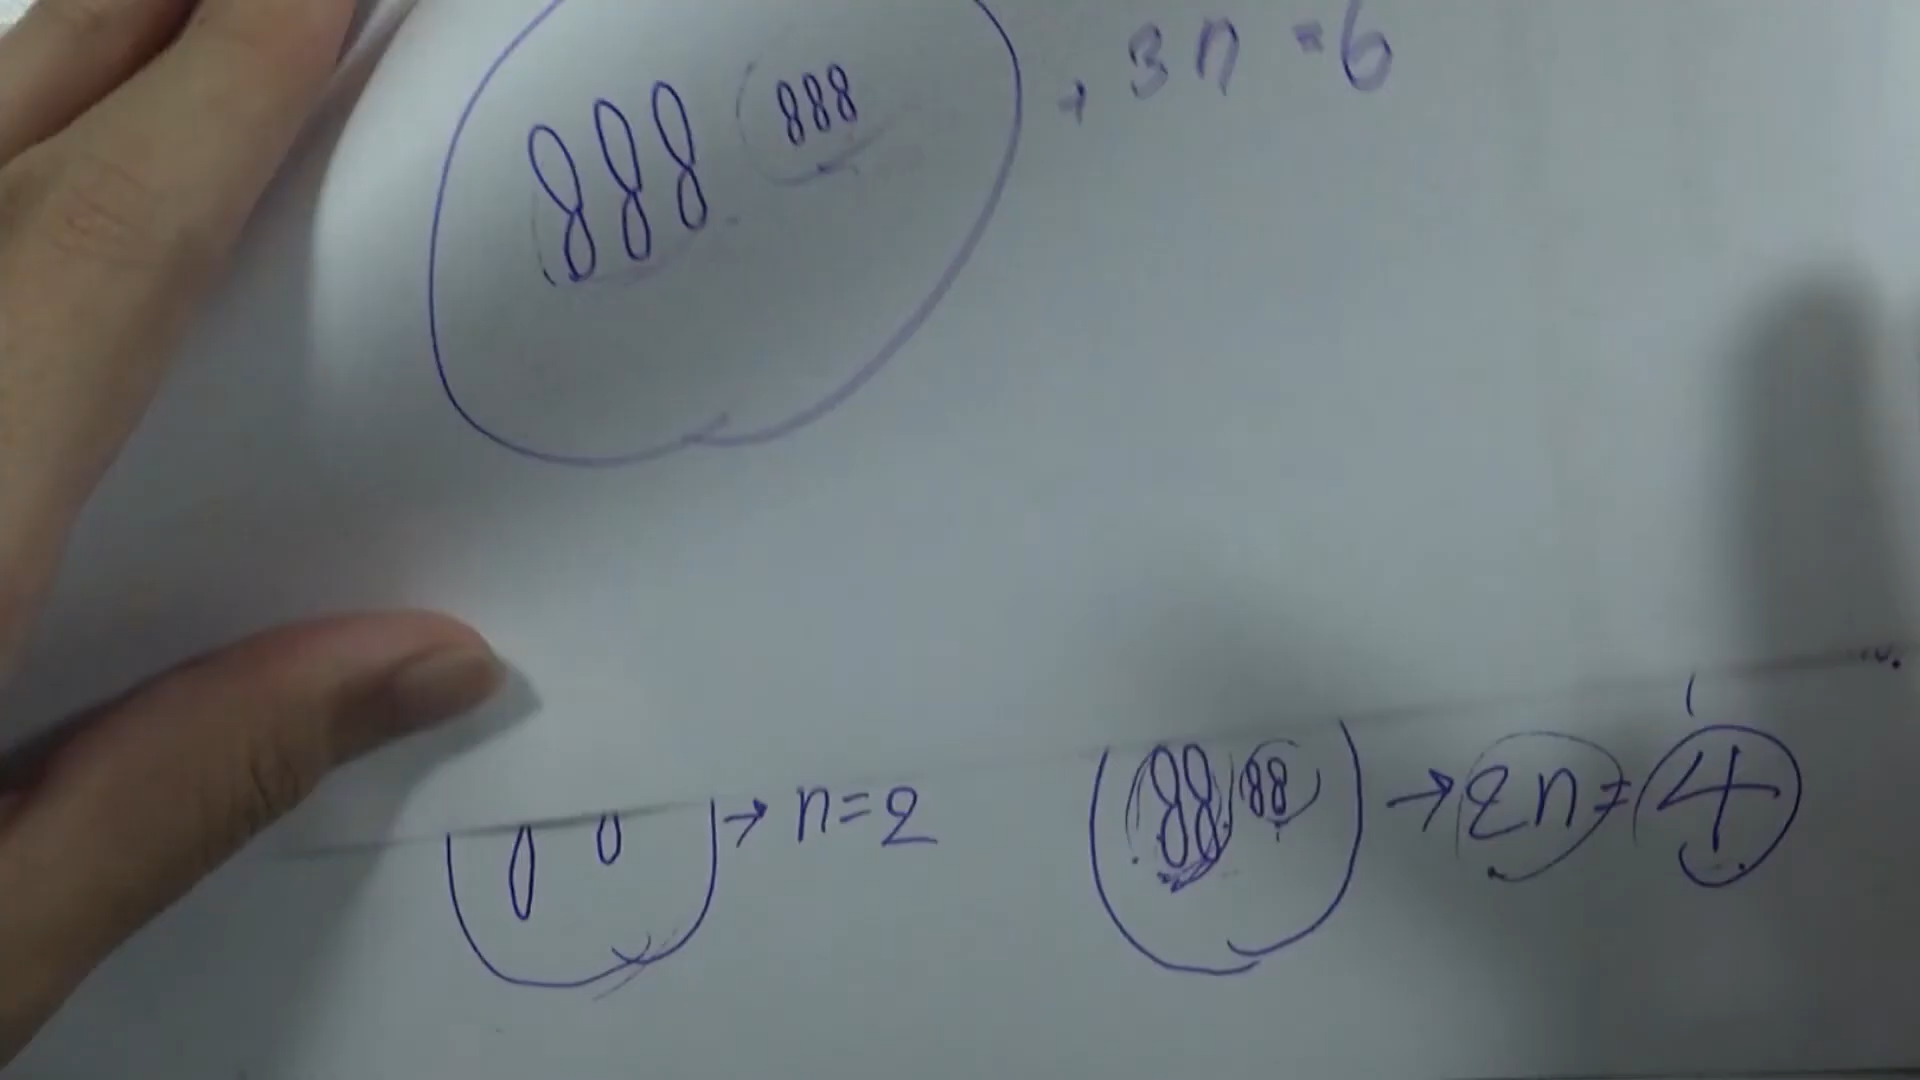 3n = 6
n=2
2n=4